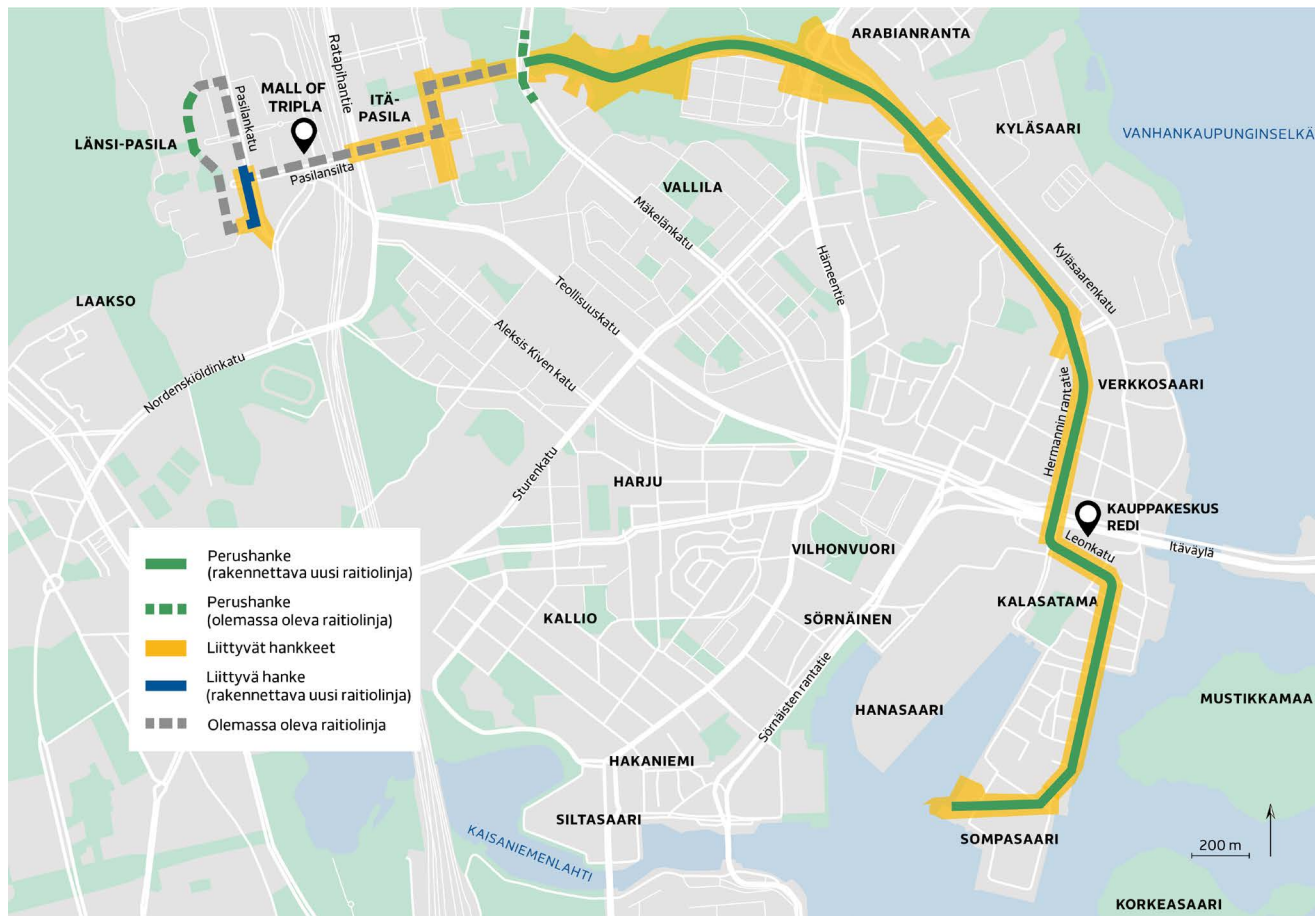 ARABIANRANTA
MALL OF
TRIPLA
Ratapihantie
ITÄ-
PASILA
Pasilankatu
LÄNSI-PASILA
Pasilansilta
KYLÄSAARI
VANHANKAUPUNGINSELKÄ
VALLILA
Mäkelänkatu
Hämeentie
Kyläsaarenkatu
LAAKSO
Teollisuuskatu
Aleksis Kiven katu
Nordenskiöldinkatu
VERKKOSAARI
Hermannin rantatie
Sturenkatu
HARJU
KAUPPAKESKUS
REDI
Leonkatu
Itäväylä
VILHONVUORI
Perushanke
(rakennettava uusi raitiolinja)
Perushanke
(olemassa oleva raitiolinja)
Liittyvät hankkeet
Liittyvä hanke
(rakennettava uusi raitiolinja)
Olemassa oleva raitiolinja
KALLIO
SÖRNÄINEN
KALASATAMA
Sörnäisten rantatie
HANASAARI
MUSTIKKAMAA
HAKANIEMI
SILTASAARI
KAISANIEMENLAHTI
SOMPASAARI
200 m
KORKEASAARI